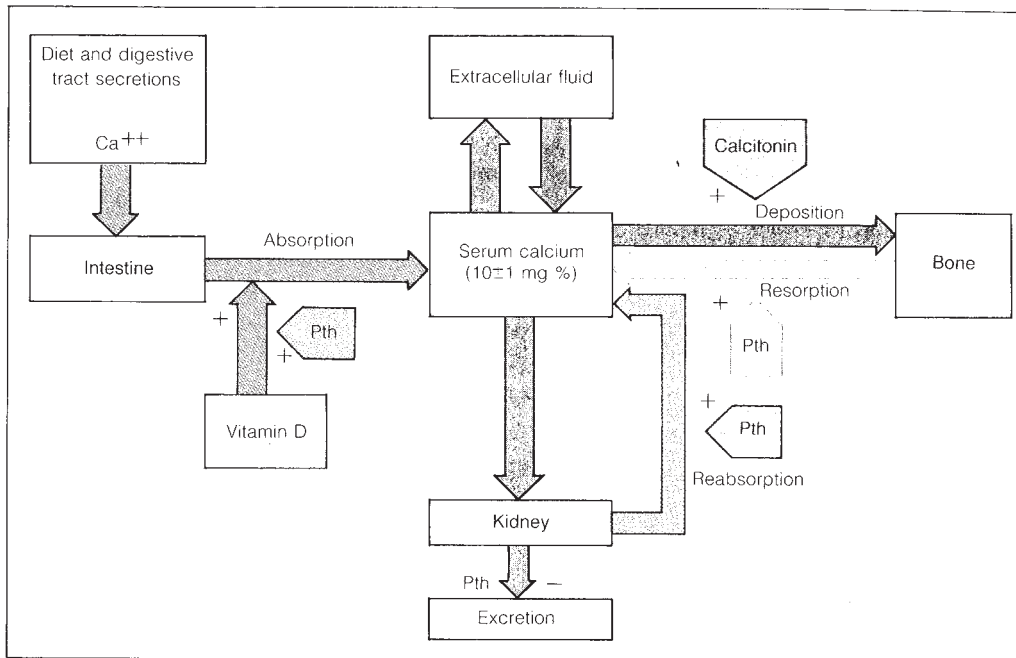 Diet and digestive
tract secretions
Ca++
Extracellular fluid
Calcitonin
+
Deposition
Absorption
Intestine
Serum calcium
(10±1 mg %)
Bone
Resorption
+
Pth
+
Pth
+
Vitamin D
+
Pth
Reabsorption
Kidney
Pth −
Excretion